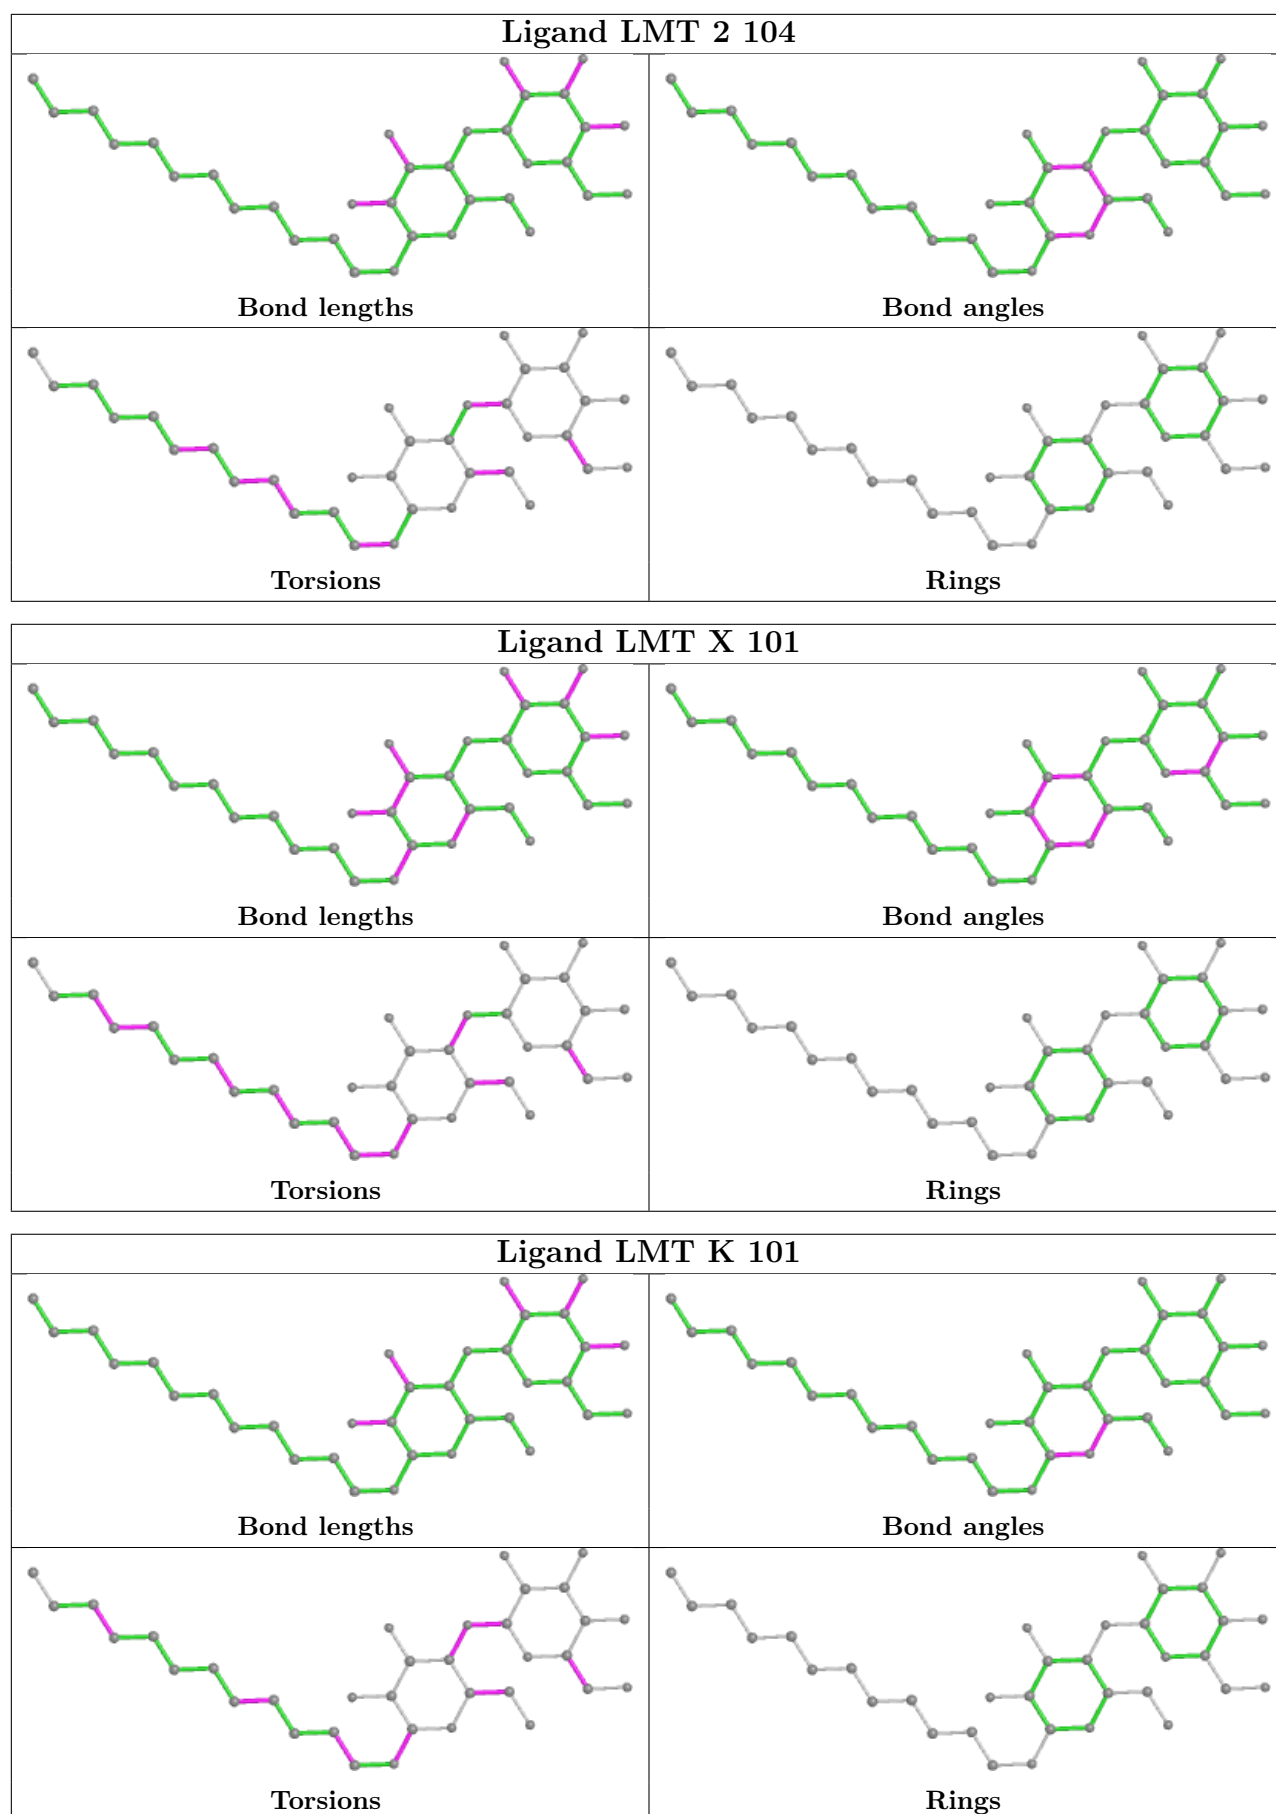 Ligand LMT 2 104
Bond lengths
Bond angles
Torsions
Rings
Ligand LMT X 101
Bond lengths
Bond angles
Torsions
Rings
Ligand LMT K 101
Bond lengths
Bond angles
Torsions
Rings